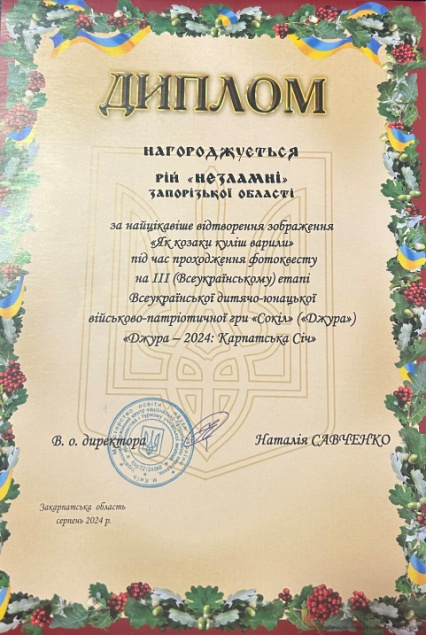 ДИПЛОМ
НАГОРОДЖУЄТЬСЯ
РІЙ «НЕЗЛАМНІ»
ЗАПОРІЗЬКОЇ ОБЛАСТІ
за найцікавіше відтворення зображення
«Як козаки куліш варили»
під час проходження фотоквесту
на ІІІ (Всеукраїнському) етапі
Всеукраїнської дитячо-юнацької
військово-патріотичної гри «Сокіл» («Джура»)
«Джура – 2024: Карпатська Січ»
В. о. директора Наталія САВЧЕНКО
Закарпатська область
серпень 2024 р.